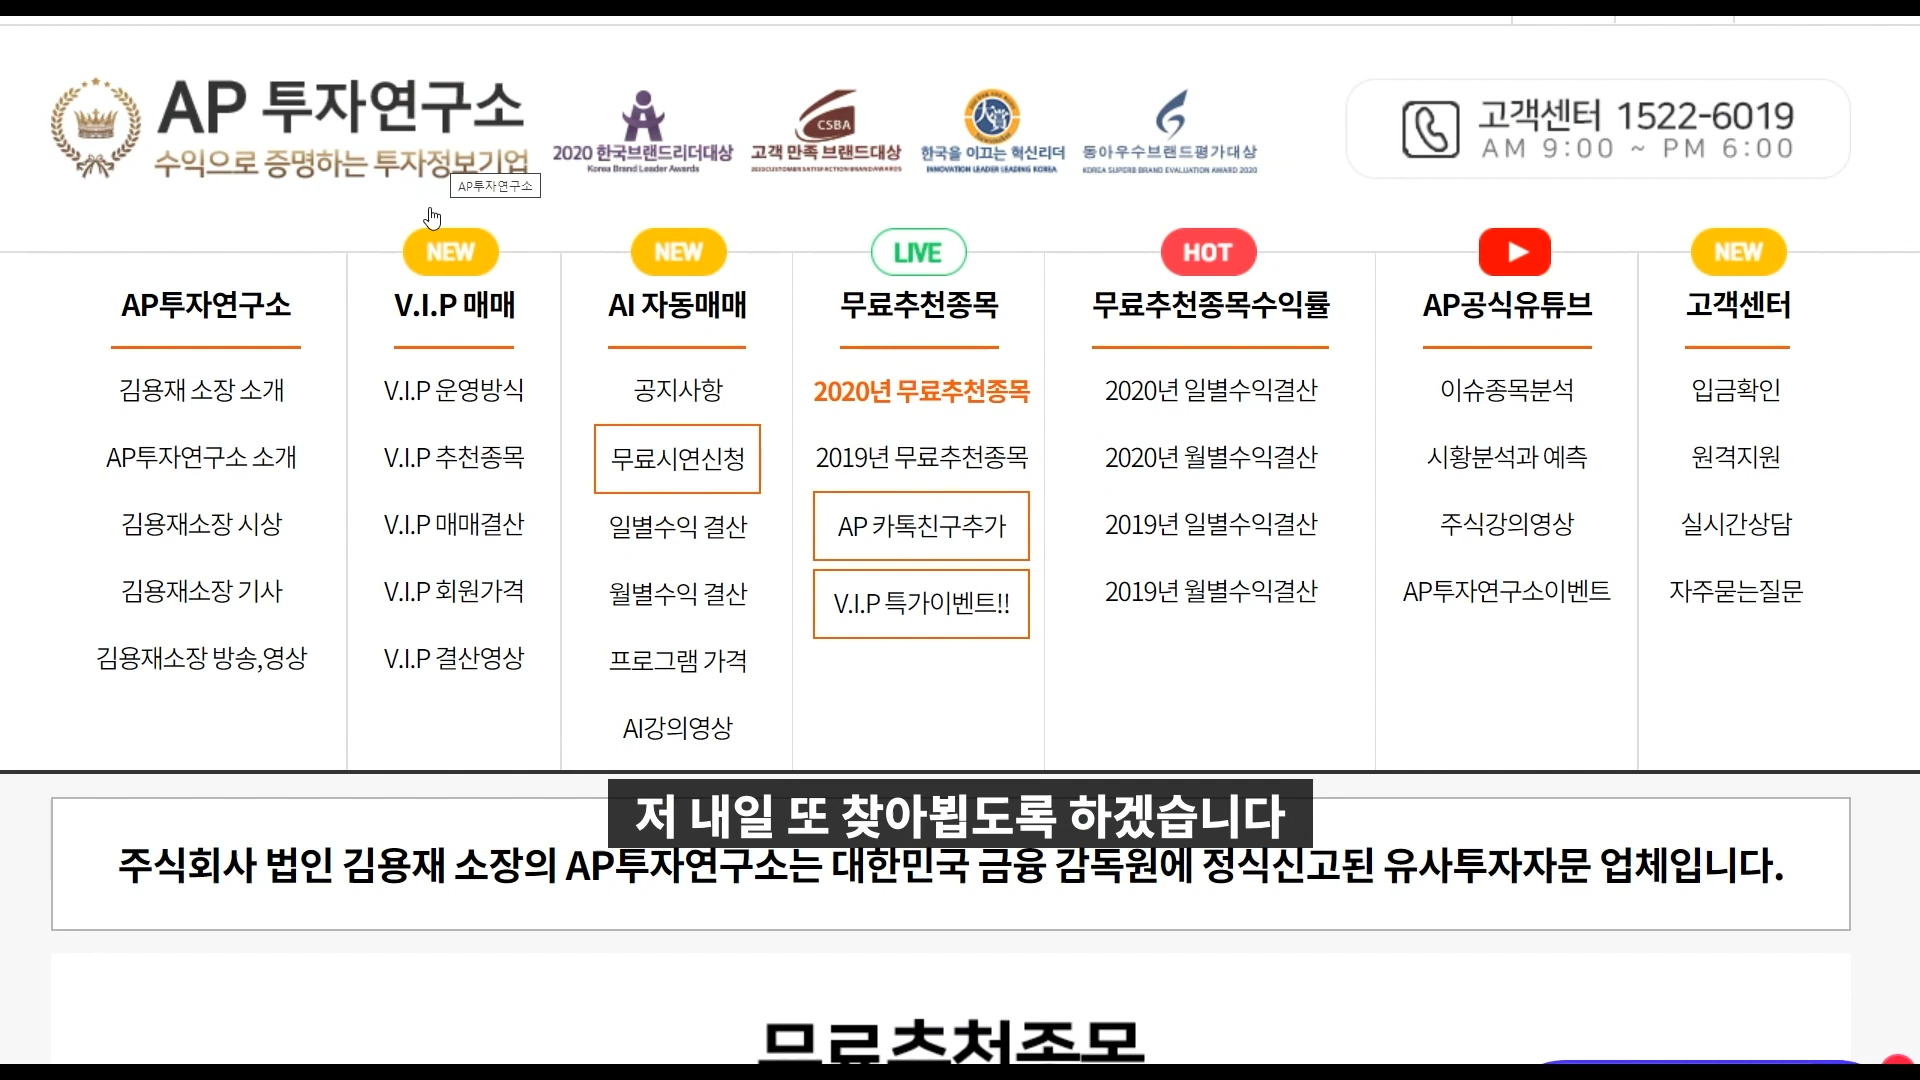 AP 투자연구소
수익으로 증명하는 투자정보기업
AP투자연구소
2020 한국브랜드리더대상
Korea Brand Leader Awards
CSBA
고객 만족 브랜드대상
2020 CUSTOMER SATISFACTION BRAND AWARDS
한국을 이끄는 혁신리더
INNOVATION LEADER LEADING KOREA
동아우수브랜드평가대상
KOREA SUPERB BRAND EVALUATION AWARD 2020
고객센터 1522-6019
AM 9:00 ~ PM 6:00
NEW
NEW
LIVE
HOT
NEW
AP투자연구소
김용재 소장 소개
AP투자연구소 소개
김용재소장 시상
김용재소장 기사
김용재소장 방송,영상
V.I.P 매매
V.I.P 운영방식
V.I.P 추천종목
V.I.P 매매결산
V.I.P 회원가격
V.I.P 결산영상
AI 자동매매
공지사항
무료시연신청
일별수익 결산
월별수익 결산
프로그램 가격
AI강의영상
무료추천종목
2020년 무료추천종목
2019년 무료추천종목
AP 카톡친구추가
V.I.P 특가이벤트!!
무료추천종목수익률
2020년 일별수익결산
2020년 월별수익결산
2019년 일별수익결산
2019년 월별수익결산
AP공식유튜브
이슈종목분석
시황분석과 예측
주식강의영상
AP투자연구소이벤트
고객센터
입금확인
원격지원
실시간상담
자주묻는질문
저 내일 또 찾아뵙도록 하겠습니다
주식회사 법인 김용재 소장의 AP투자연구소는 대한민국 금융 감독원에 정식신고된 유사투자자문 업체입니다.
무료추천종목